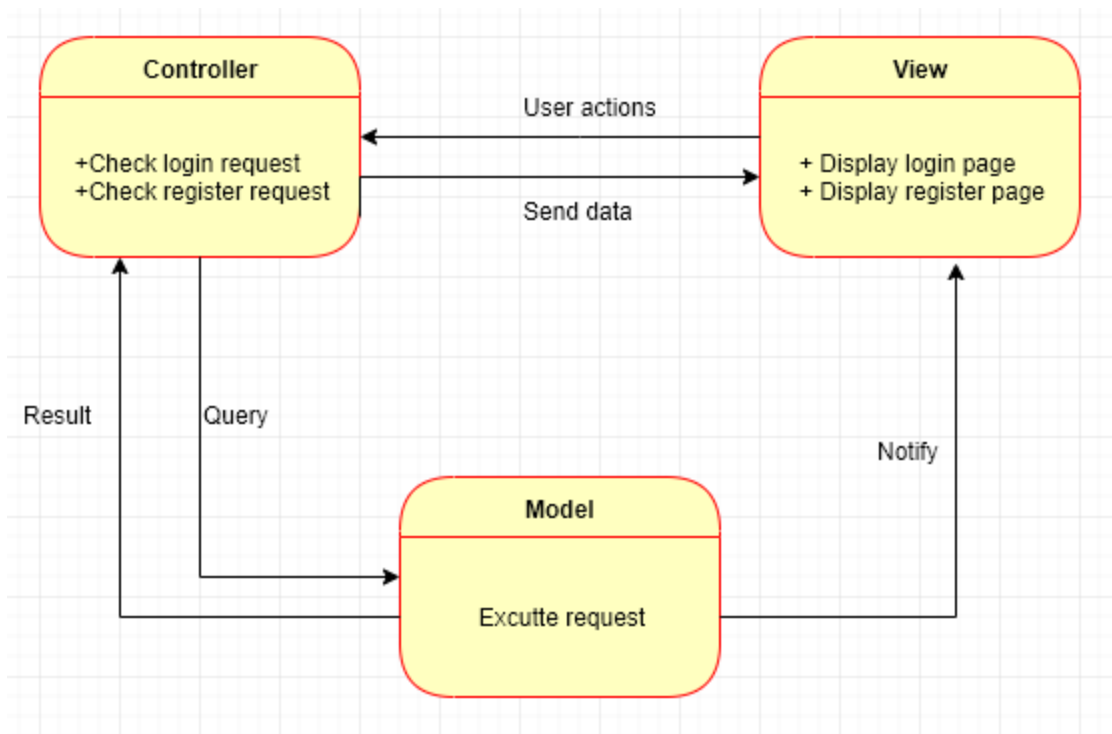 Controller
+Check login request
+Check register request
User actions
Send data
View
+ Display login page
+ Display register page
Result
Query
Notify
Model
Excutte request